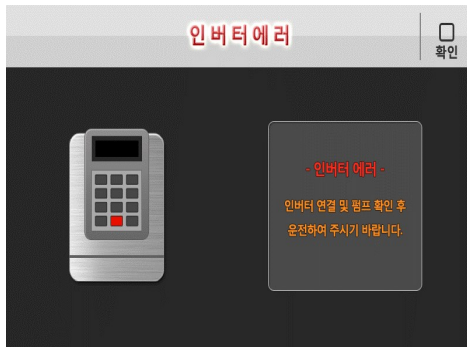 인버터에러
확인
- 인버터 에러 -
인버터 연결 및 펌프 확인 후
운전하여 주시기 바랍니다.